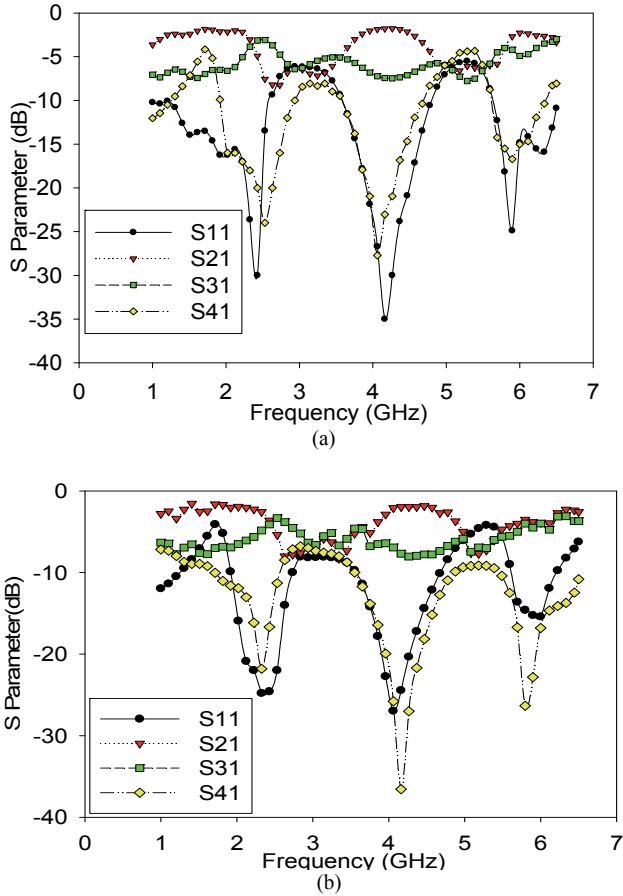 0
-5
-10
-15
-20
-25
-30
-35
-40
S Parameter (dB)
S11
S21
S31
S41
0 1 2 3 4 5 6 7
Frequency (GHz)
(a)
0
-10
-20
-30
-40
S Parameter(dB)
S11
S21
S31
S41
0 1 2 3 4 5 6 7
Frequency (GHz)
(b)